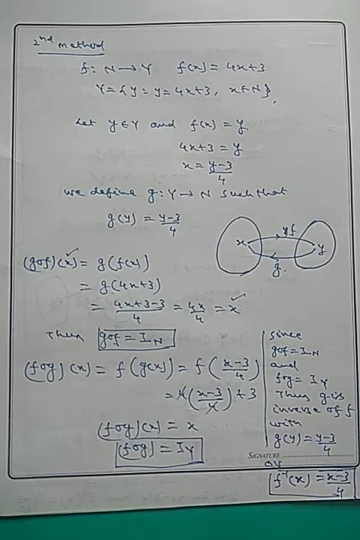 2nd method
f: N → Y f(x) = 4x+3
Y = {y : y = 4x+3, x∈N},
Let y∈Y and f(x) = y
4x+3 = y
x = y-3/4
we define g: Y → N such that
g(y) = y-3/4
x y
g.
(gof)(x) = g(f(x))
= g(4x+3)
= 4x+3-3/4 = 4x/4 = x
Thus gof = I_N
(fog)(x) = f(g(x)) = f(x-3/4)
= 4(x-3/4) + 3
(fog)(x) = x
(fog) = I_Y
since
gof = I_N
and
fog = I_Y
Thus g is
inverse of f
with
g(y) = y-3/4
SIGNATURE
or
f⁻¹(x) = x-3/4